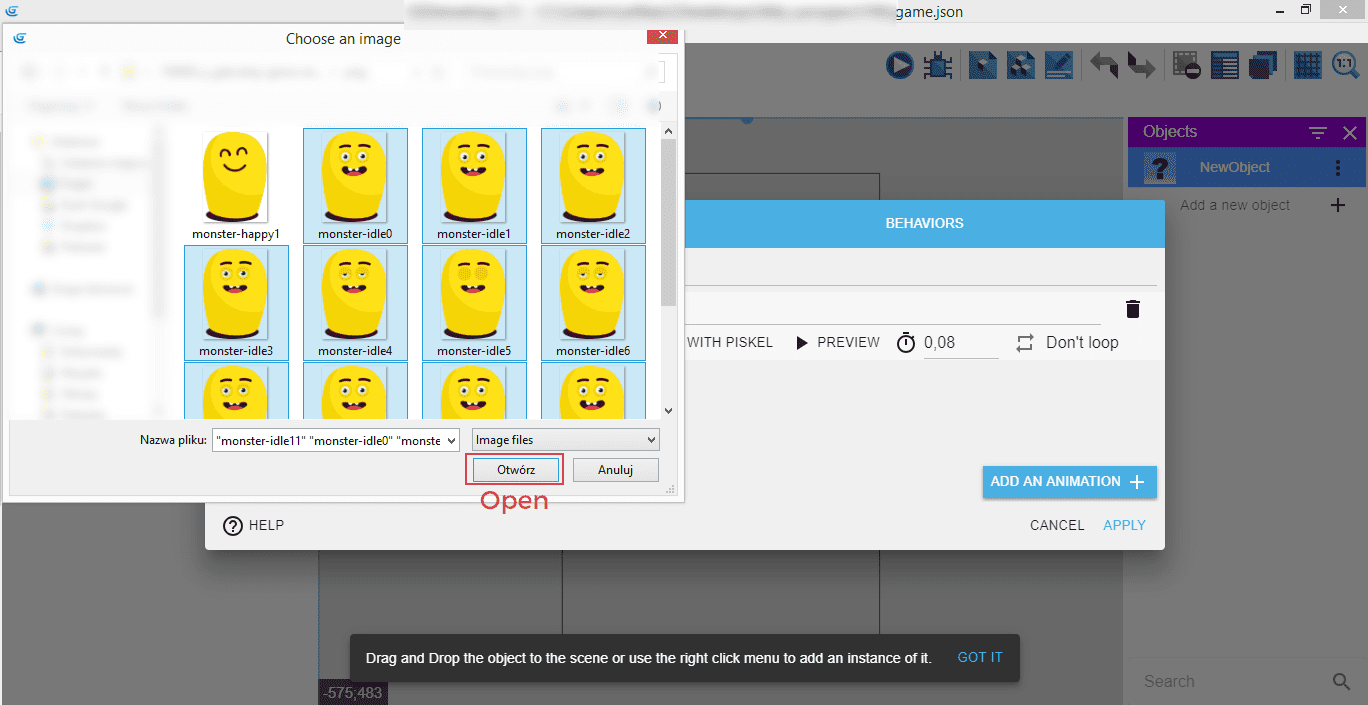 game.json
Choose an image
monster-happy1
monster-idle0
monster-idle1
monster-idle2
monster-idle3
monster-idle4
monster-idle5
monster-idle6
Nazwa pliku:
"monster-idle11" "monster-idle0" "monste
Image files
Otwórz
Anuluj
Open
1:1
Objects
NewObject
Add a new object
BEHAVIORS
WITH PISKEL
PREVIEW
0,08
Don't loop
ADD AN ANIMATION
HELP
CANCEL
APPLY
Drag and Drop the object to the scene or use the right click menu to add an instance of it.
GOT IT
-575;483
Search